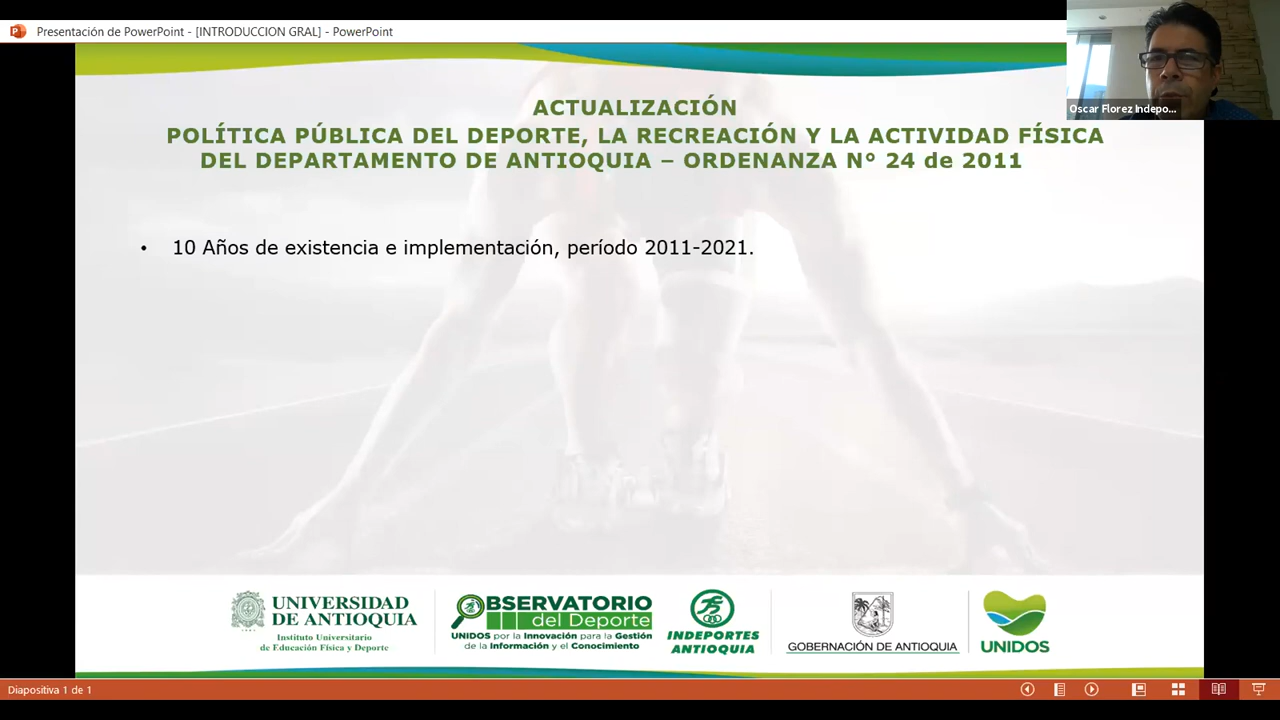 Presentación de PowerPoint - [INTRODUCCION GRAL] - PowerPoint
Oscar Florez Indepo...
ACTUALIZACIÓN
POLÍTICA PÚBLICA DEL DEPORTE, LA RECREACIÓN Y LA ACTIVIDAD FÍSICA
DEL DEPARTAMENTO DE ANTIOQUIA – ORDENANZA N° 24 de 2011
• 10 Años de existencia e implementación, período 2011-2021.
UNIVERSIDAD
DE ANTIOQUIA
Instituto Universitario
de Educación Física y Deporte
OBSERVATORIO
del Deporte
UNIDOS por la Innovación para la Gestión
de la Información y el Conocimiento
INDEPORTES
ANTIOQUIA
GOBERNACIÓN DE ANTIOQUIA
UNIDOS
Diapositiva 1 de 1